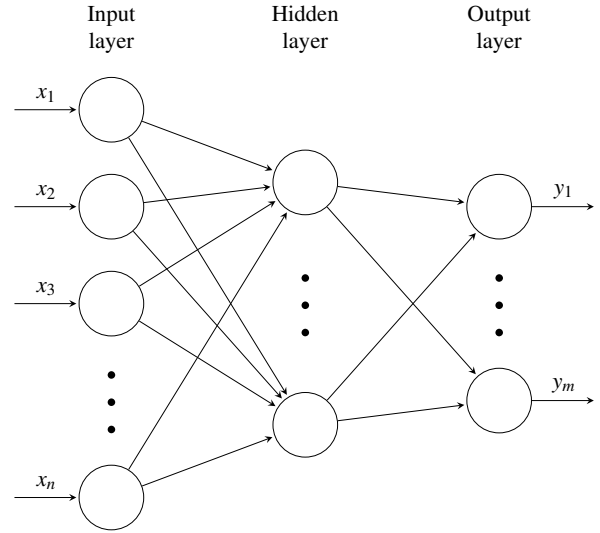 Input
layer
Hidden
layer
Output
layer
x₁
x₂
x₃
xₙ
y₁
yₘ